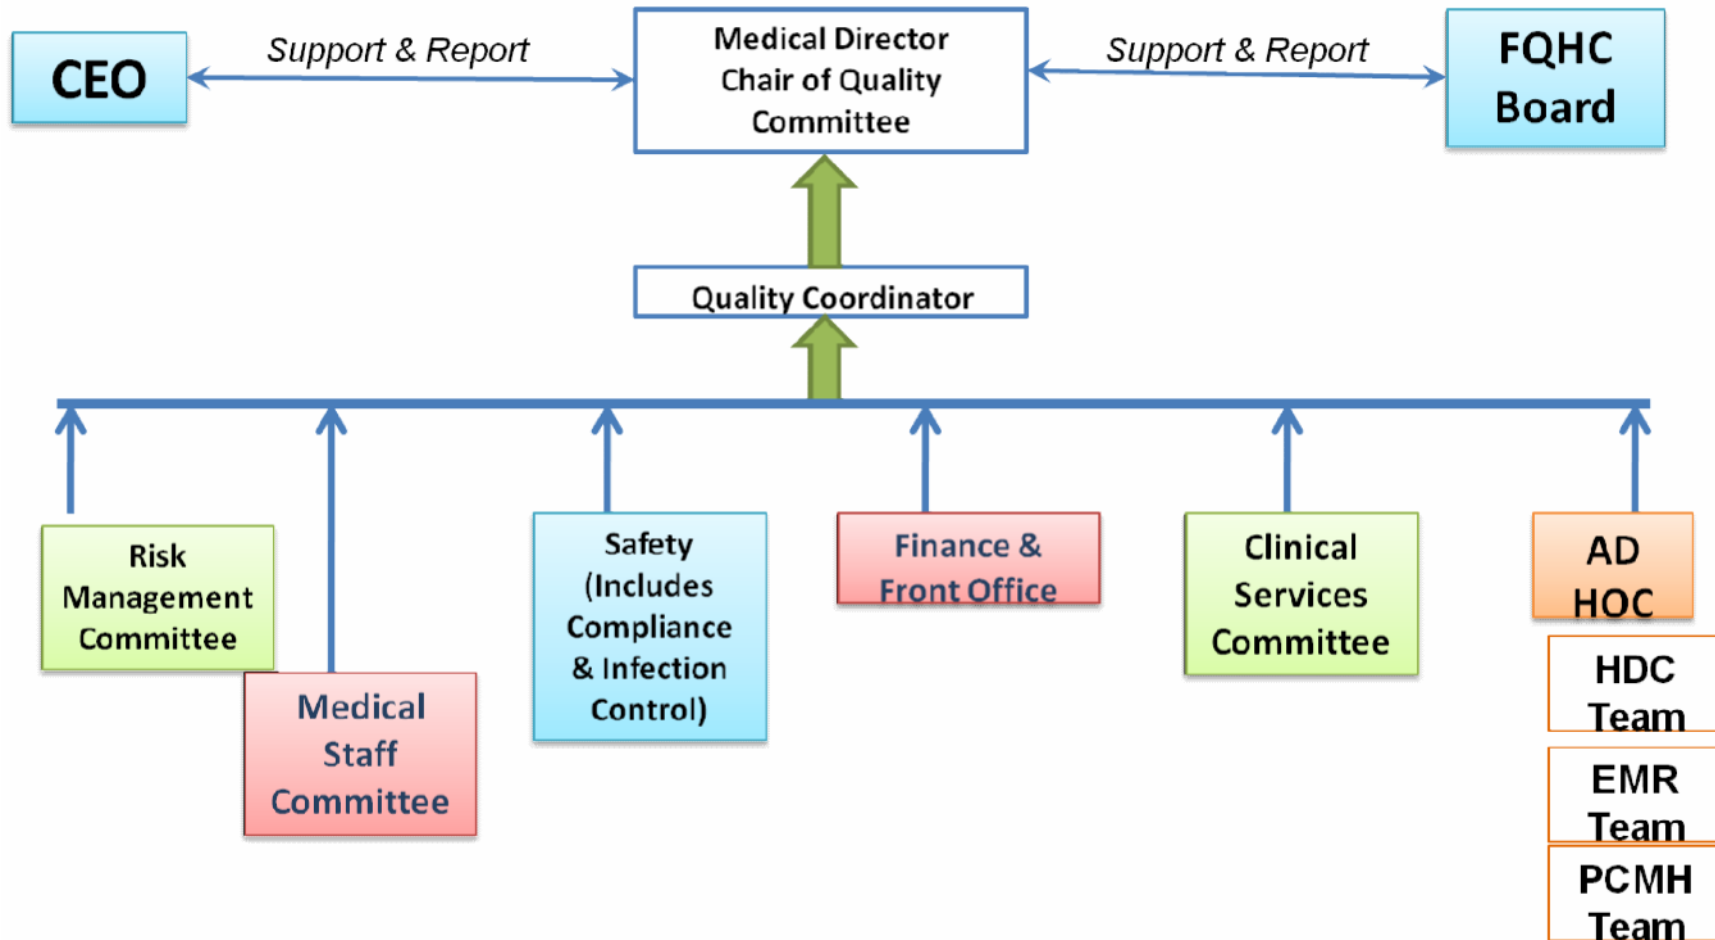 CEO
Support & Report
Medical Director
Chair of Quality
Committee
Support & Report
FQHC
Board
Quality Coordinator
Risk
Management
Committee
Medical
Staff
Committee
Safety
(Includes
Compliance
& Infection
Control)
Finance &
Front Office
Clinical
Services
Committee
AD
HOC
HDC
Team
EMR
Team
PCMH
Team